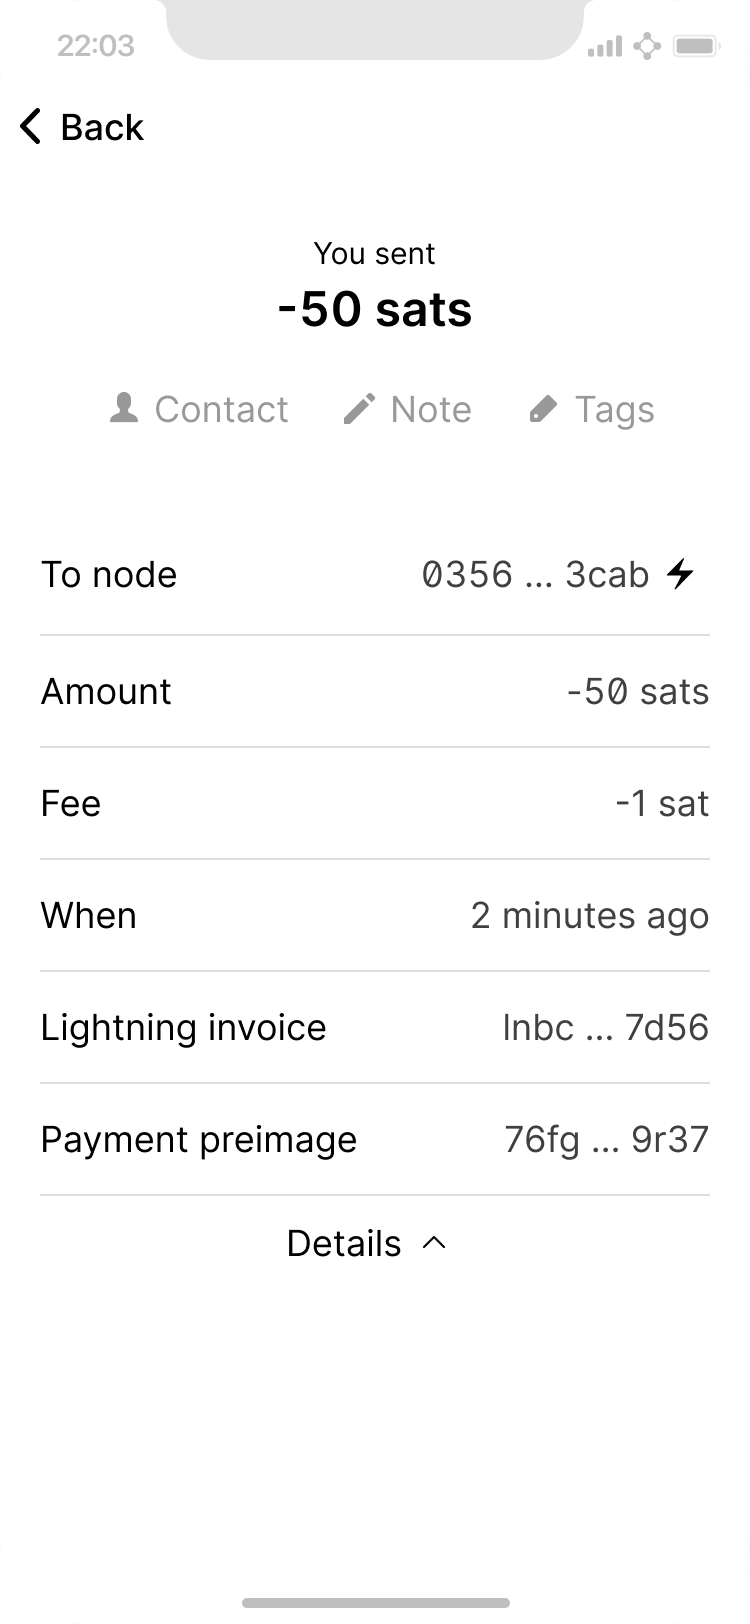 22:03
Back
You sent
-50 sats
Contact Note Tags
To node 0356 ... 3cab
Amount -50 sats
Fee -1 sat
When 2 minutes ago
Lightning invoice lnbc ... 7d56
Payment preimage 76fg ... 9r37
Details